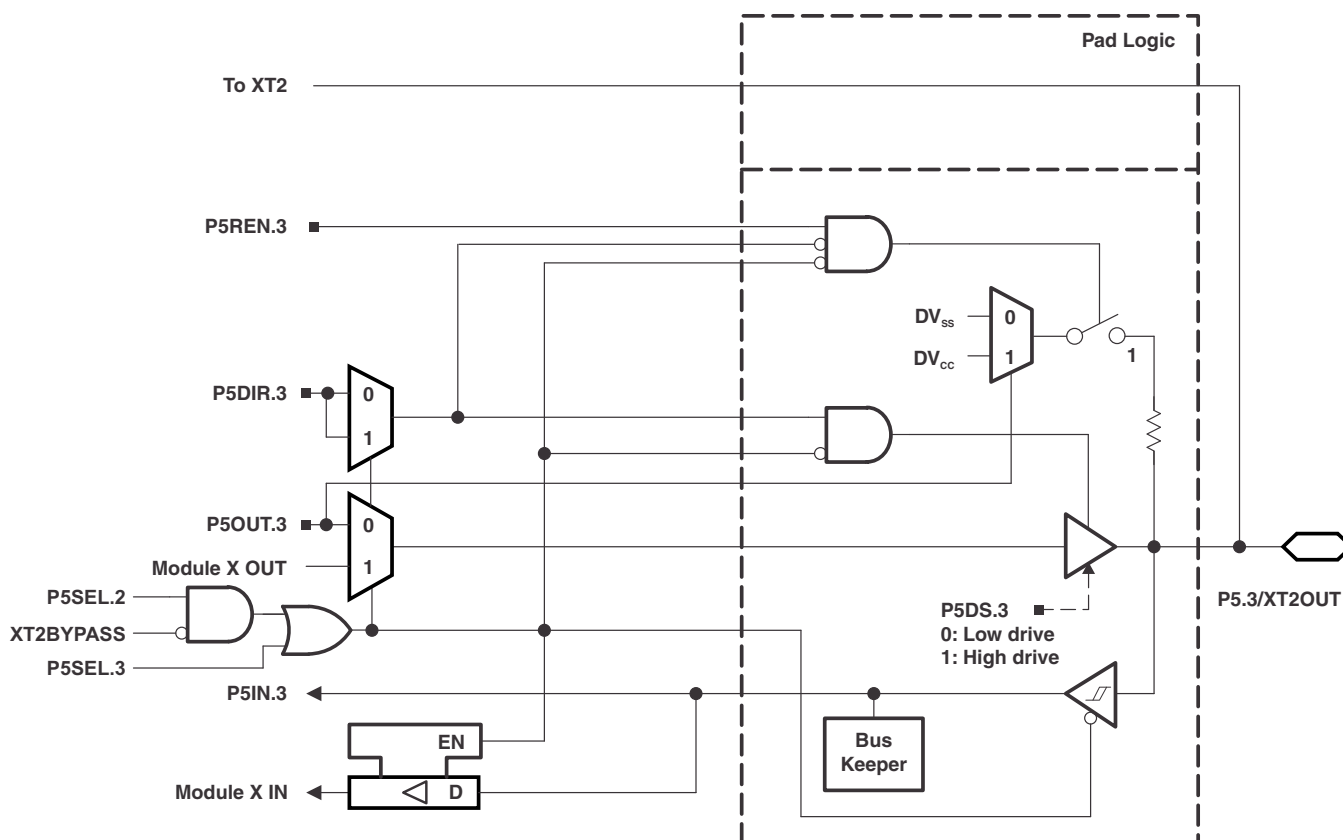 Pad Logic
To XT2
P5REN.3
DVSS
0
DVCC
1
1
P5DIR.3
0
1
P5OUT.3
0
Module X OUT
1
P5SEL.2
XT2BYPASS
P5SEL.3
P5DS.3
0: Low drive
1: High drive
P5.3/XT2OUT
P5IN.3
Bus
Keeper
EN
Module X IN
D